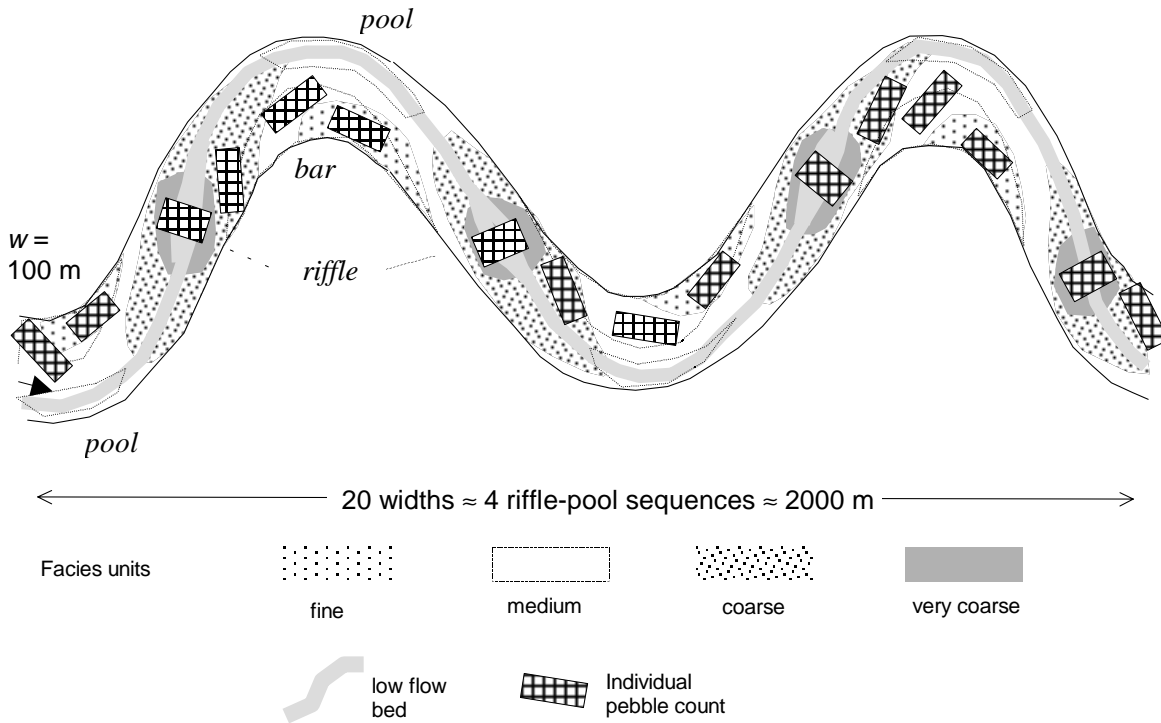 pool
bar
w =
100 m
riffle
pool
20 widths ≈ 4 riffle-pool sequences ≈ 2000 m
Facies units
fine
medium
coarse
very coarse
low flow
bed
Individual
pebble count